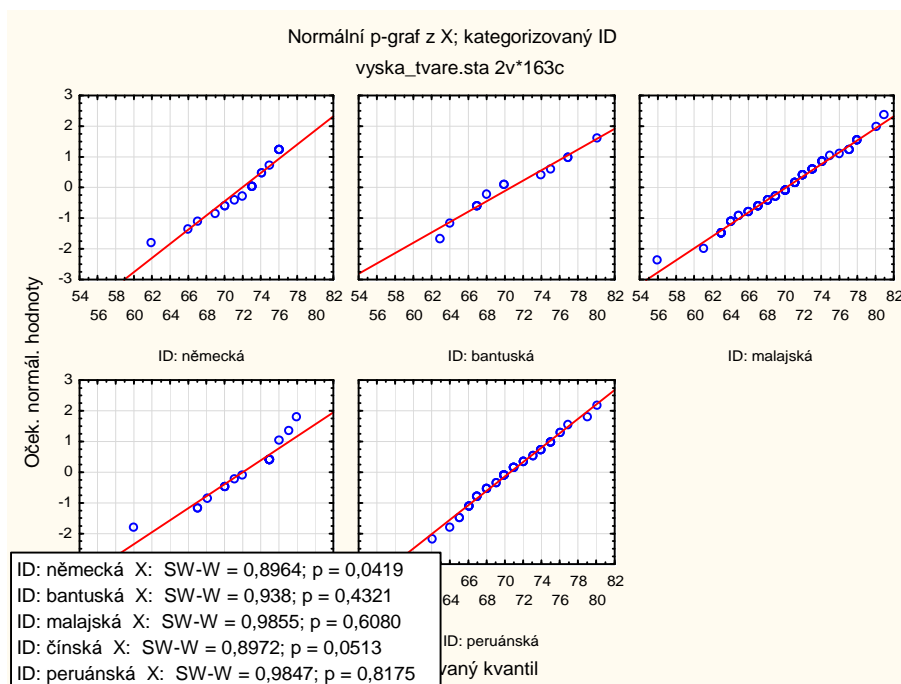 Normální p-graf z X; kategorizovaný ID
vyska_tvare.sta 2v*163c
Oček. normál. hodnoty
3
2
1
0
-1
-2
-3
54 58 62 66 70 74 78 82
56 60 64 68 72 76 80
ID: německá
54 58 62 66 70 74 78 82
56 60 64 68 72 76 80
ID: bantuská
54 58 62 66 70 74 78 82
56 60 64 68 72 76 80
ID: malajská
3
2
1
0
-1
-2
66 70 74 78 82
64 68 72 76 80
ID: peruánská
vaný kvantil
ID: německá X: SW-W = 0,8964; p = 0,0419
ID: bantuská X: SW-W = 0,938; p = 0,4321
ID: malajská X: SW-W = 0,9855; p = 0,6080
ID: čínská X: SW-W = 0,8972; p = 0,0513
ID: peruánská X: SW-W = 0,9847; p = 0,8175